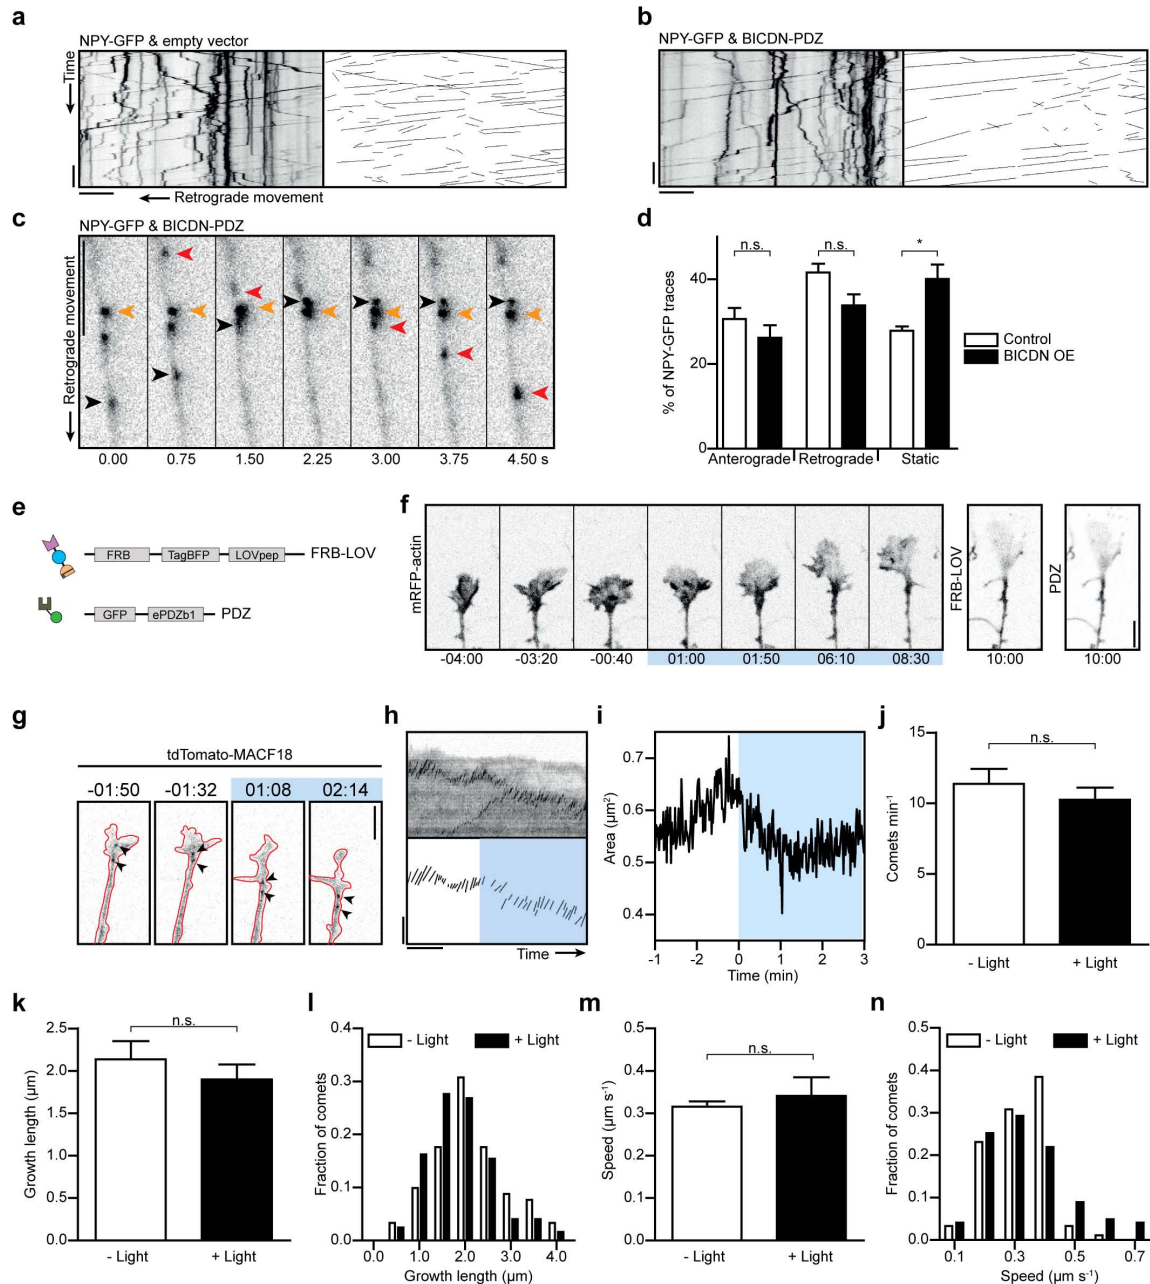 a
NPY-GFP & empty vector
Time
Retrograde movement
b
NPY-GFP & BICDN-PDZ
c
NPY-GFP & BICDN-PDZ
Retrograde movement
0.00 0.75 1.50 2.25 3.00 3.75 4.50 s
d
% of NPY-GFP traces
40
20
0
n.s. n.s. *
Anterograde Retrograde Static
Control
BICDN OE
e
FRB TagBFP LOVpep FRB-LOV
GFP ePDZb1 PDZ
f
mRFP-actin
-04:00 -03:20 -00:40 01:00 01:50 06:10 08:30
FRB-LOV
10:00
PDZ
10:00
g
tdTomato-MACF18
-01:50 -01:32 01:08 02:14
h
Time
i
Area (µm²)
0.7
0.6
0.5
0.4
-1 -2 0 1 2 3
Time (min)
j
Comets min⁻¹
15
10
5
0
n.s.
- Light + Light
k
Growth length (µm)
2.5
2.0
1.5
1.0
0.5
0.0
n.s.
- Light + Light
l
Fraction of comets
0.4
0.3
0.2
0.1
0.0
- Light + Light
0.0 1.0 2.0 3.0 4.0
Growth length (µm)
m
Speed (µm s⁻¹)
0.5
0.4
0.3
0.2
0.1
0.0
n.s.
- Light + Light
n
Fraction of comets
0.5
0.4
0.3
0.2
0.1
0.0
- Light + Light
0.1 0.3 0.5 0.7
Speed (µm s⁻¹)